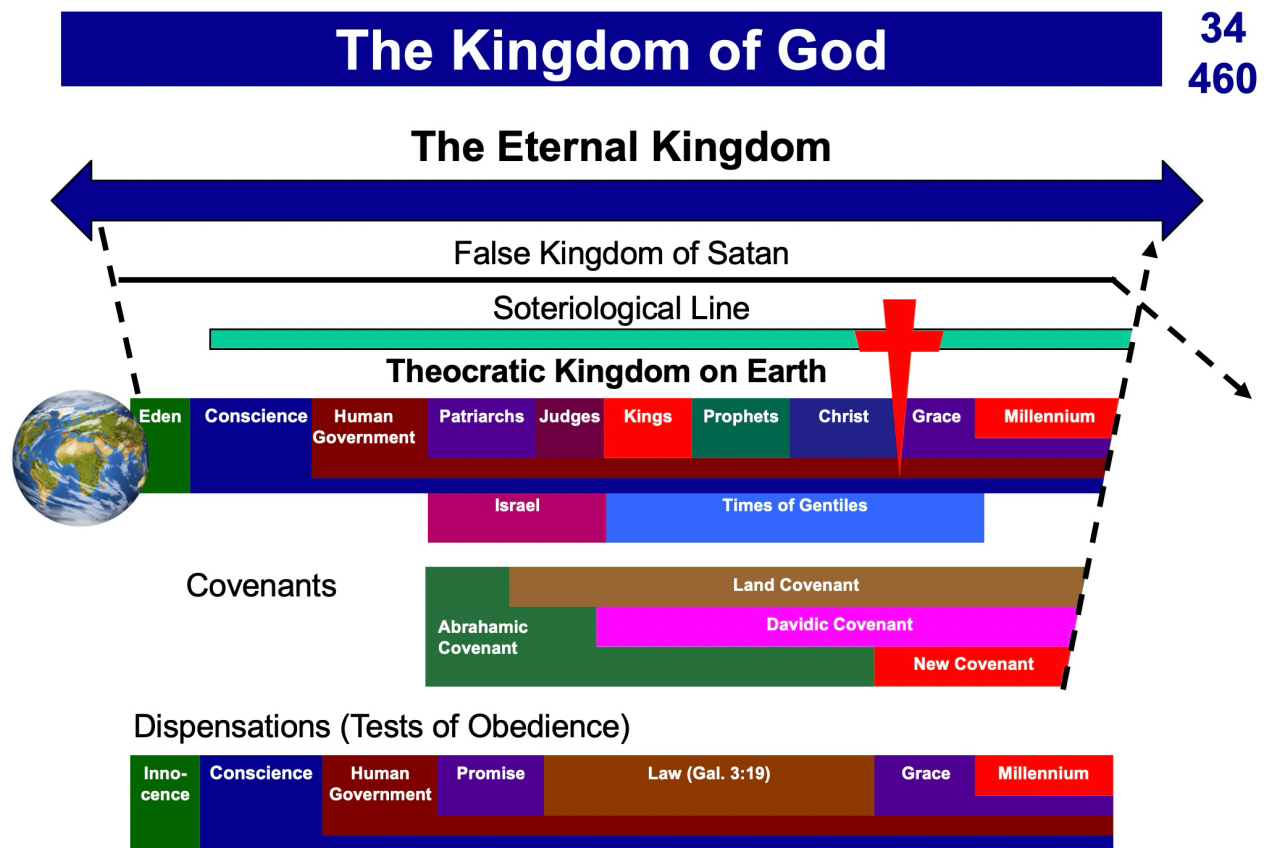 The Kingdom of God
34
460
The Eternal Kingdom
False Kingdom of Satan
Soteriological Line
Theocratic Kingdom on Earth
Eden
Conscience
Human
Government
Patriarchs
Judges
Kings
Prophets
Christ
Grace
Millennium
Israel
Times of Gentiles
Covenants
Land Covenant
Abrahamic
Covenant
Davidic Covenant
New Covenant
Dispensations (Tests of Obedience)
Inno-
cence
Conscience
Human
Government
Promise
Law (Gal. 3:19)
Grace
Millennium